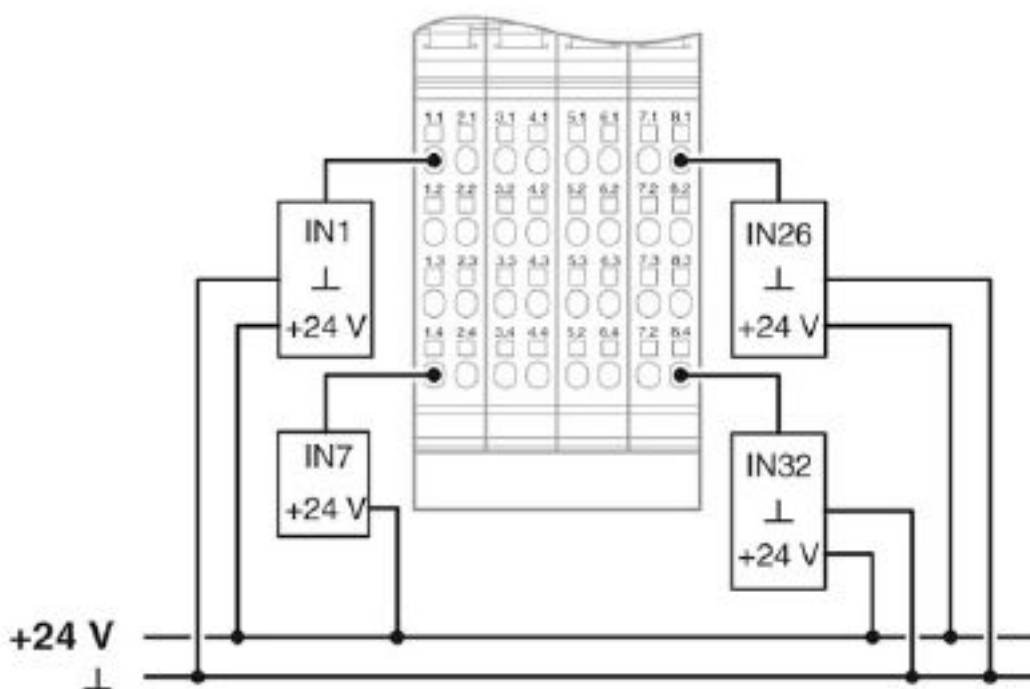 1.1 2.1 3.1 4.1 5.1 6.1 7.1 8.1
1.2 2.2 3.2 4.2 5.2 6.2 7.2 8.2
IN1
IN26
1.3 2.3 3.3 4.3 5.3 6.3 7.3 8.3
+24 V
+24 V
1.4 2.4 3.4 4.4 5.2 6.4 7.2 8.4
IN7
IN32
+24 V
+24 V
+24 V